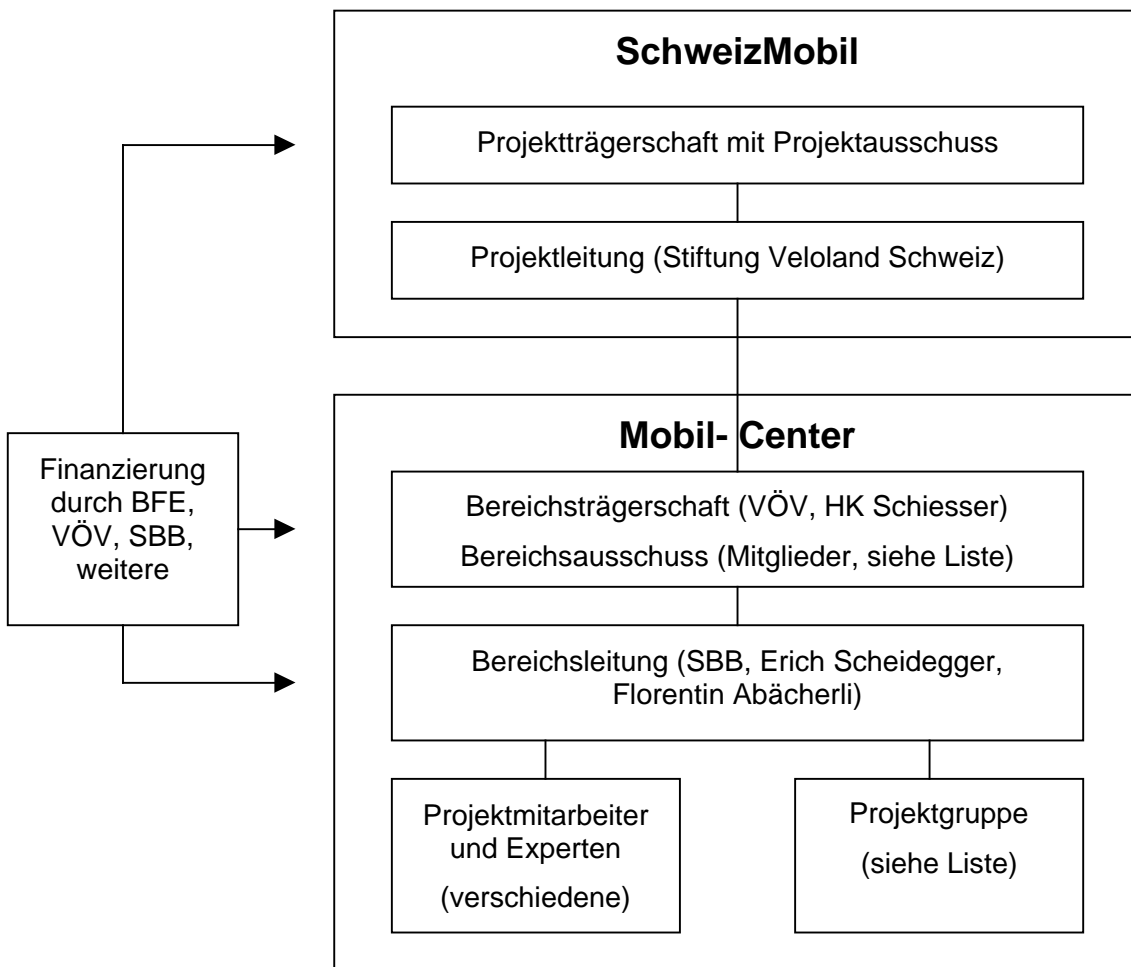 SchweizMobil
Projektträgerschaft mit Projektausschuss
Projektleitung (Stiftung Veloland Schweiz)
Finanzierung
durch BFE,
VÖV, SBB,
weitere
Mobil- Center
Bereichsträgerschaft (VÖV, HK Schiesser)
Bereichsausschuss (Mitglieder, siehe Liste)
Bereichsleitung (SBB, Erich Scheidegger,
Florentin Abächerli)
Projektmitarbeiter
und Experten
(verschiedene)
Projektgruppe
(siehe Liste)